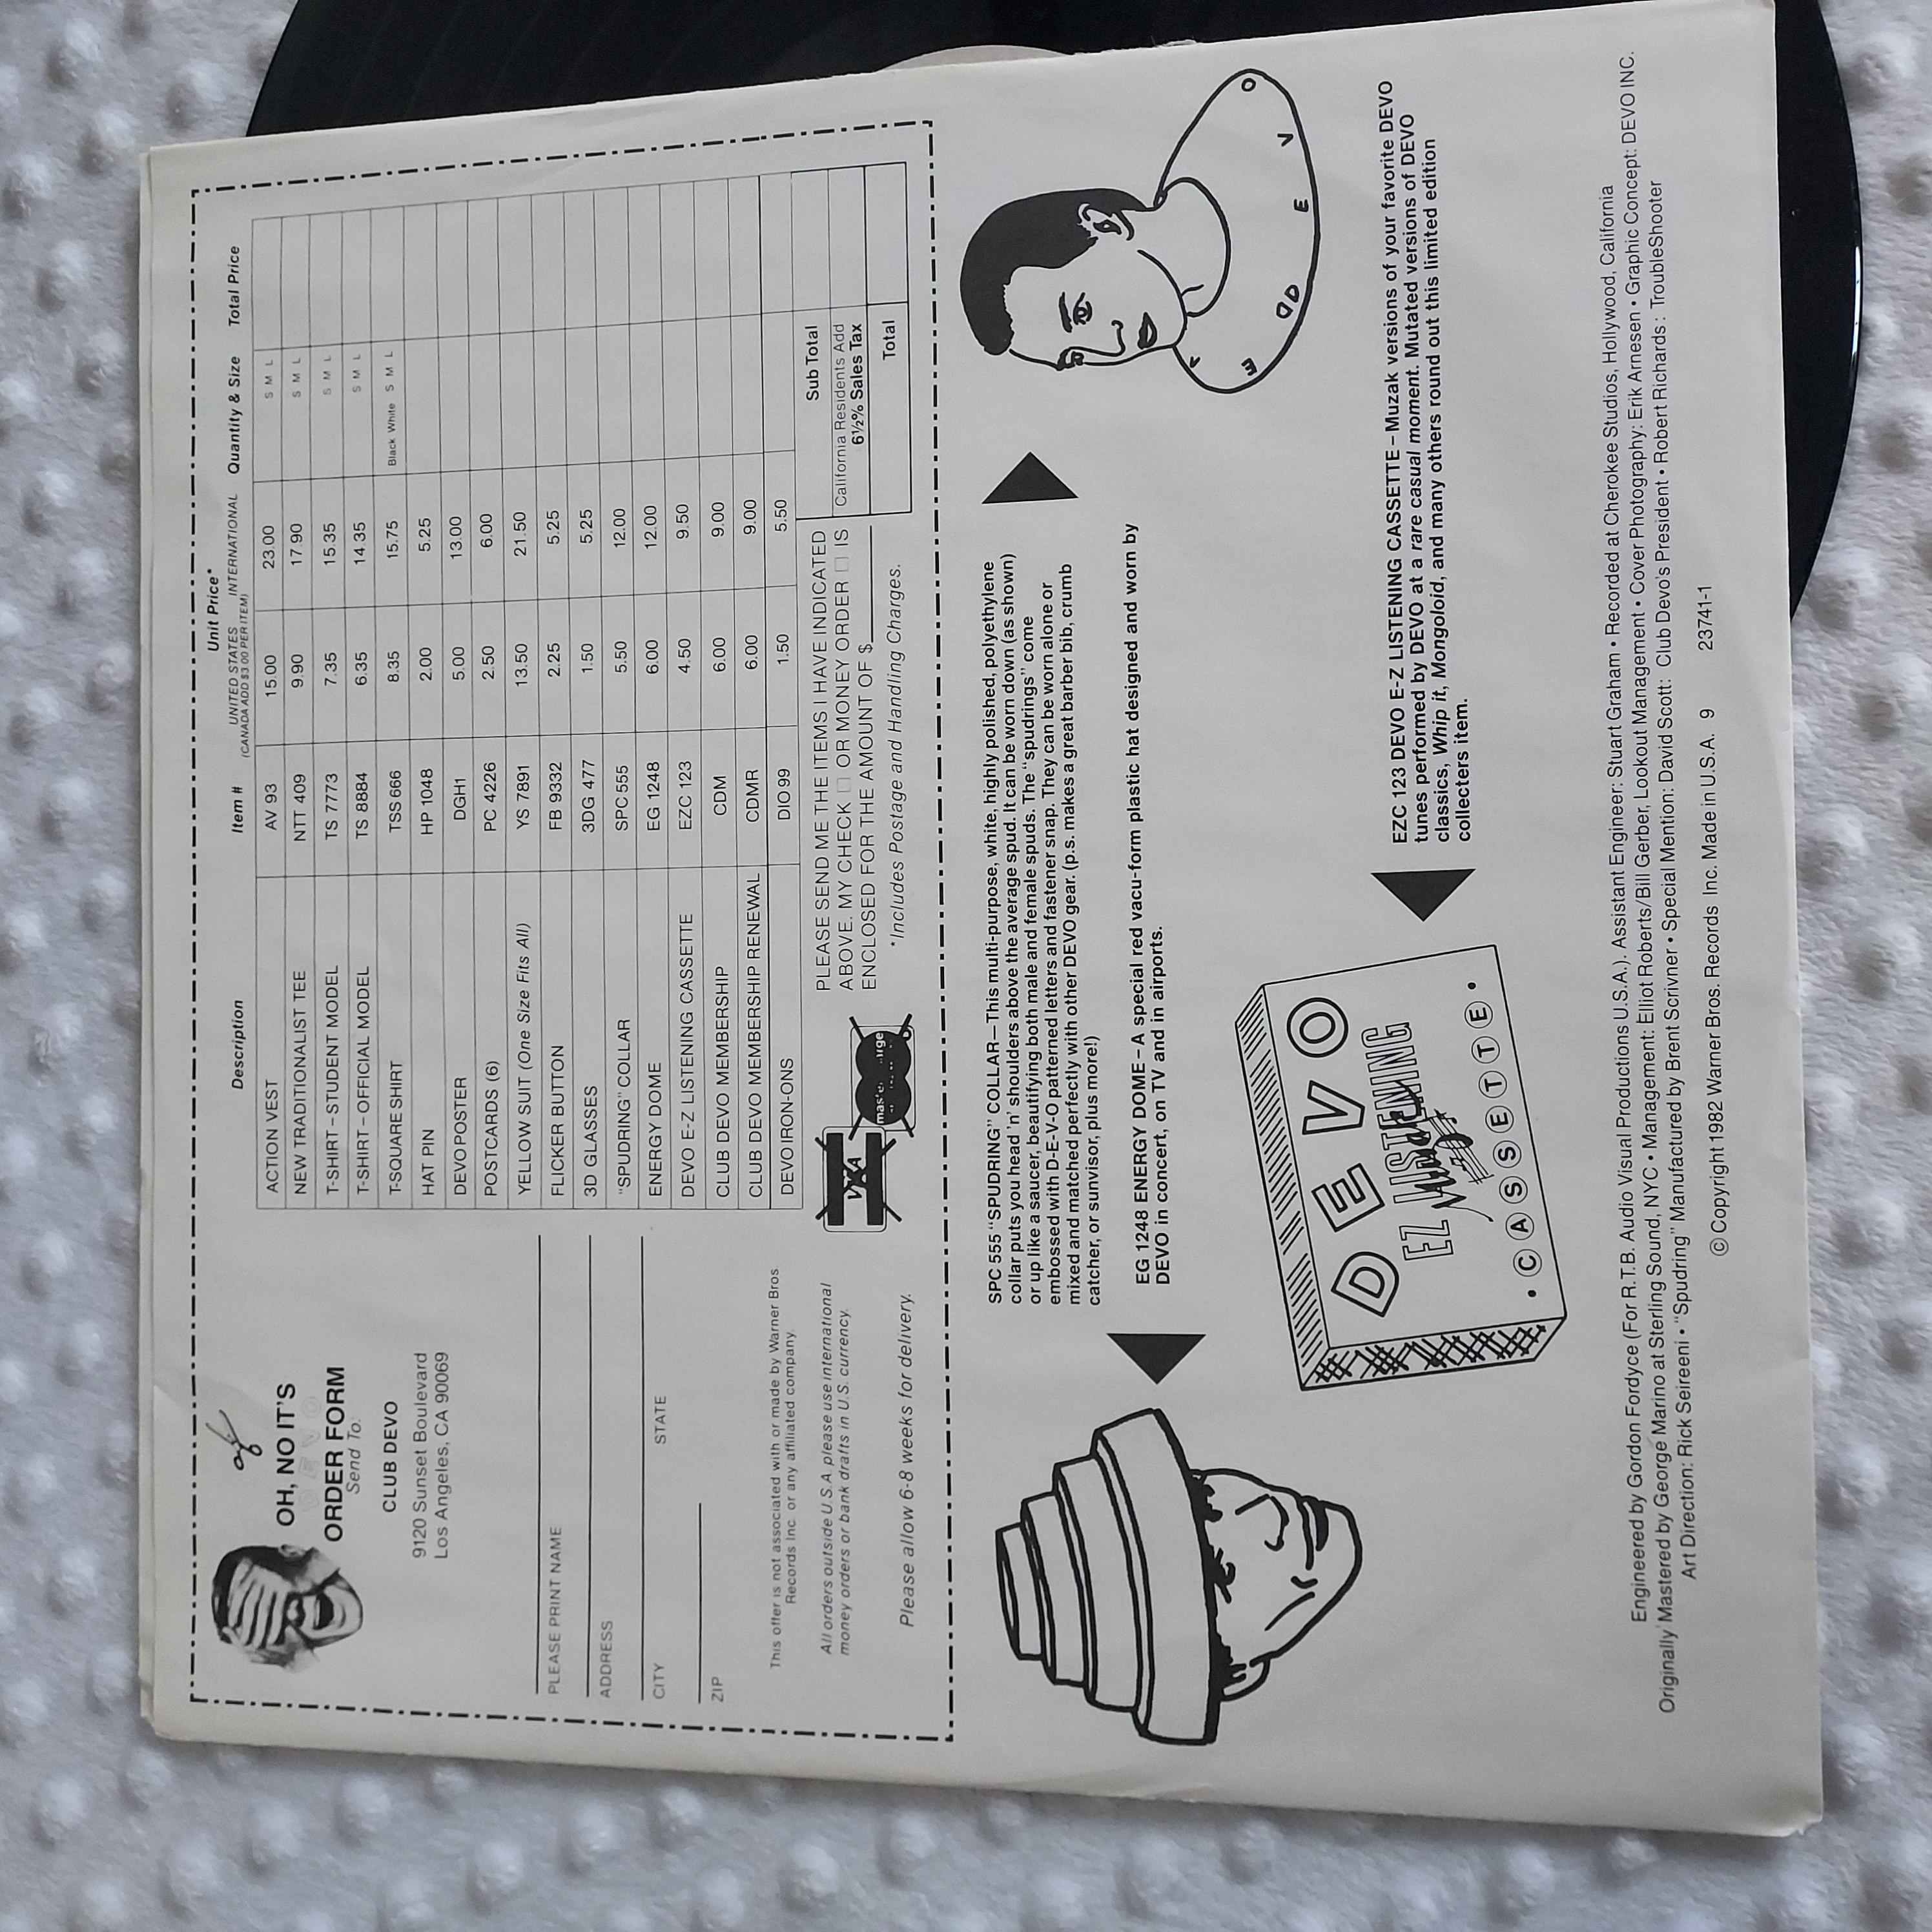 OH, NO IT'S
DEVO
ORDER FORM
Send To:
CLUB DEVO
9120 Sunset Boulevard
Los Angeles, CA 90069
PLEASE PRINT NAME
ADDRESS
CITY STATE
ZIP
This offer is not associated with or made by Warner Bros.
Records Inc. or any affiliated company.
All orders outside U.S.A. please use international
money orders or bank drafts in U.S. currency.
Please allow 6-8 weeks for delivery.
Unit Price*
Description Item # UNITED STATES INTERNATIONAL Quantity & Size Total Price
(CANADA ADD $3.00 PER ITEM)
ACTION VEST AV 93 15.00 23.00 S M L
NEW TRADITIONALIST TEE NTT 409 9.90 17.90 S M L
T-SHIRT – STUDENT MODEL TS 7773 7.35 15.35 S M L
T-SHIRT – OFFICIAL MODEL TS 8884 6.35 14.35 S M L
T-SQUARE SHIRT TSS 666 8.35 15.75 Black White S M L
HAT PIN HP 1048 2.00 5.25
DEVO POSTER DGH1 5.00 13.00
POSTCARDS (6) PC 4226 2.50 6.00
YELLOW SUIT (One Size Fits All) YS 7891 13.50 21.50
FLICKER BUTTON FB 9332 2.25 5.25
3D GLASSES 3DG 477 1.50 5.25
"SPUDRING" COLLAR SPC 555 5.50 12.00
ENERGY DOME EG 1248 6.00 12.00
DEVO E-Z LISTENING CASSETTE EZC 123 4.50 9.50
CLUB DEVO MEMBERSHIP CDM 6.00 9.00
CLUB DEVO MEMBERSHIP RENEWAL CDMR 6.00 9.00
DEVO IRON-ONS DIO 99 1.50 5.50
VISA
PLEASE SEND ME THE ITEMS I HAVE INDICATED
ABOVE. MY CHECK □ OR MONEY ORDER □ IS
ENCLOSED FOR THE AMOUNT OF $
*Includes Postage and Handling Charges.
Sub Total
California Residents Add
6½% Sales Tax
Total
SPC 555 "SPUDRING" COLLAR—This multi-purpose, white, highly polished, polyethylene
collar puts you head 'n' shoulders above the average spud. It can be worn down (as shown)
or up like a saucer, beautifying both male and female spuds. The "spudrings" come
embossed with D-E-V-O patterned letters and fastener snap. They can be worn alone or
mixed and matched perfectly with other DEVO gear. (p.s. makes a great barber bib, crumb
catcher, or sunvisor, plus more!)
EG 1248 ENERGY DOME – A special red vacu-form plastic hat designed and worn by
DEVO in concert, on TV and in airports.
E D E V O
DEVO
EZ LISTENING
• CASSETTE •
EZC 123 DEVO E-Z LISTENING CASSETTE – Muzak versions of your favorite DEVO
tunes performed by DEVO at a rare casual moment. Mutated versions of DEVO
classics, Whip it, Mongoloid, and many others round out this limited edition
collecters item.
Engineered by Gordon Fordyce (For R.T.B. Audio Visual Productions U.S.A.). Assistant Engineer: Stuart Graham • Recorded at Cherokee Studios, Hollywood, California
Originally Mastered by George Marino at Sterling Sound, NYC • Management: Elliot Roberts/Bill Gerber, Lookout Management • Cover Photography: Erik Arnesen • Graphic Concept: DEVO INC.
Art Direction: Rick Seireeni • "Spudring" Manufactured by Brent Scrivner • Special Mention: David Scott: Club Devo's President • Robert Richards : TroubleShooter
© Copyright 1982 Warner Bros. Records Inc. Made in U.S.A. 9 23741-1